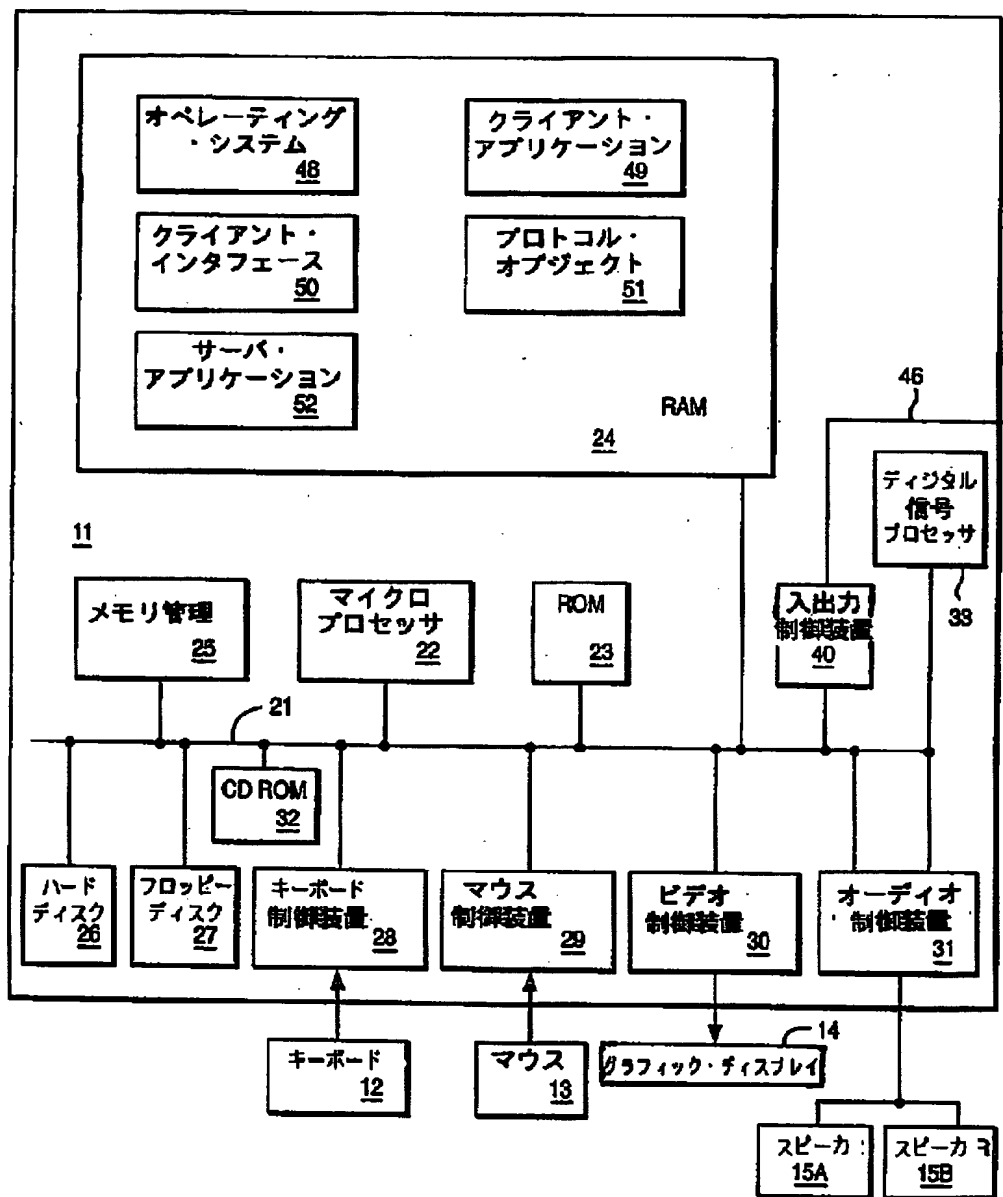 オペレーティング・
・システム
48
クライアント・
アプリケーション
49
クライアント・
インタフェース
50
プロトコル・
オブジェクト
51
サーバ・
アプリケーション
52
RAM
24
46
ディジタル
信号
プロセッサ
33
11
メモリ管理
25
マイクロ
プロセッサ
22
ROM
23
入出力
制御装置
40
21
CD ROM
32
ハード
ディスク
26
フロッピー
ディスク
27
キーボード
制御装置
28
マウス
制御装置
29
ビデオ
制御装置
30
オーディオ
制御装置
31
キーボード
12
マウス
13
14
グラフィック・ディスプレイ
スピーカ
15A
スピーカ
15B